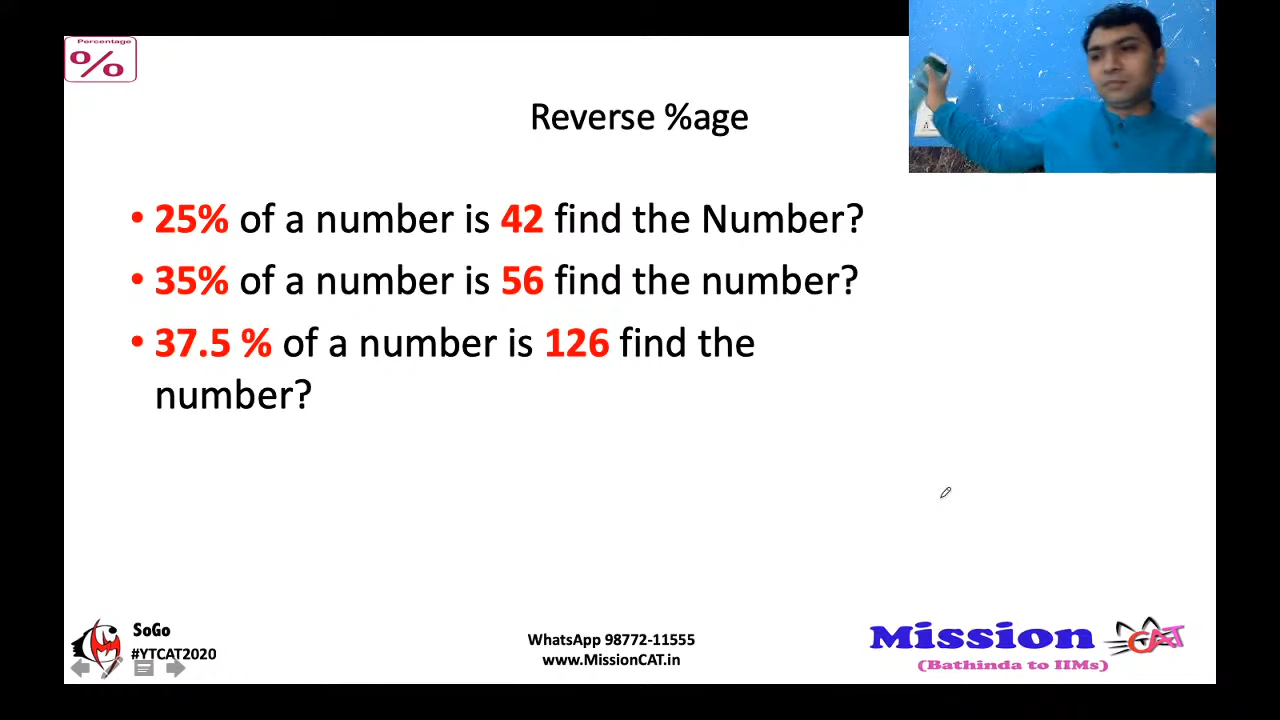 Percentage
%
Reverse %age
• 25% of a number is 42 find the Number?
• 35% of a number is 56 find the number?
• 37.5 % of a number is 126 find the
number?
SoGo
#YTCAT2020
WhatsApp 98772-11555
www.MissionCAT.in
Mission CAT
(Bathinda to IIMs)